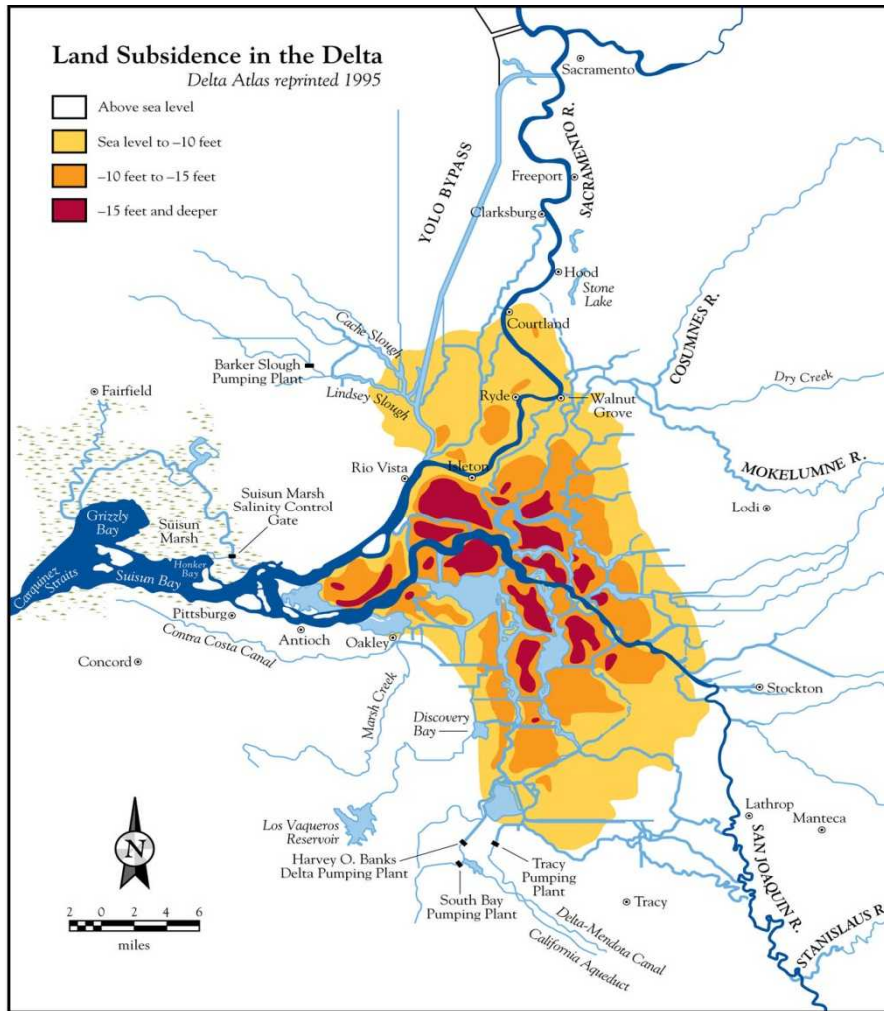 Land Subsidence in the Delta
Delta Atlas reprinted 1995
Above sea level
Sea level to –10 feet
–10 feet to –15 feet
–15 feet and deeper
Sacramento
SACRAMENTO R.
YOLO BYPASS
Freeport
Clarksburg
Hood
Stone
Lake
Courtland
COSUMNES R.
Cache Slough
Barker Slough
Pumping Plant
Lindsey Slough
Fairfield
Ryde
Walnut
Grove
Dry Creek
MOKELUMNE R.
Rio Vista
Isleton
Lodi
Suisun Marsh
Salinity Control
Gate
Grizzly
Bay
Suisun
Marsh
Honker
Bay
Suisun Bay
Carquinez Straits
Pittsburg
Antioch
Oakley
Contra Costa Canal
Concord
Marsh Creek
Stockton
Discovery
Bay
Los Vaqueros
Reservoir
Lathrop
Manteca
Harvey O. Banks
Delta Pumping Plant
Tracy
Pumping
Plant
South Bay
Pumping Plant
Tracy
SAN JOAQUIN R.
Delta-Mendota Canal
California Aqueduct
STANISLAUS R.
N
2 0 2 4 6
miles